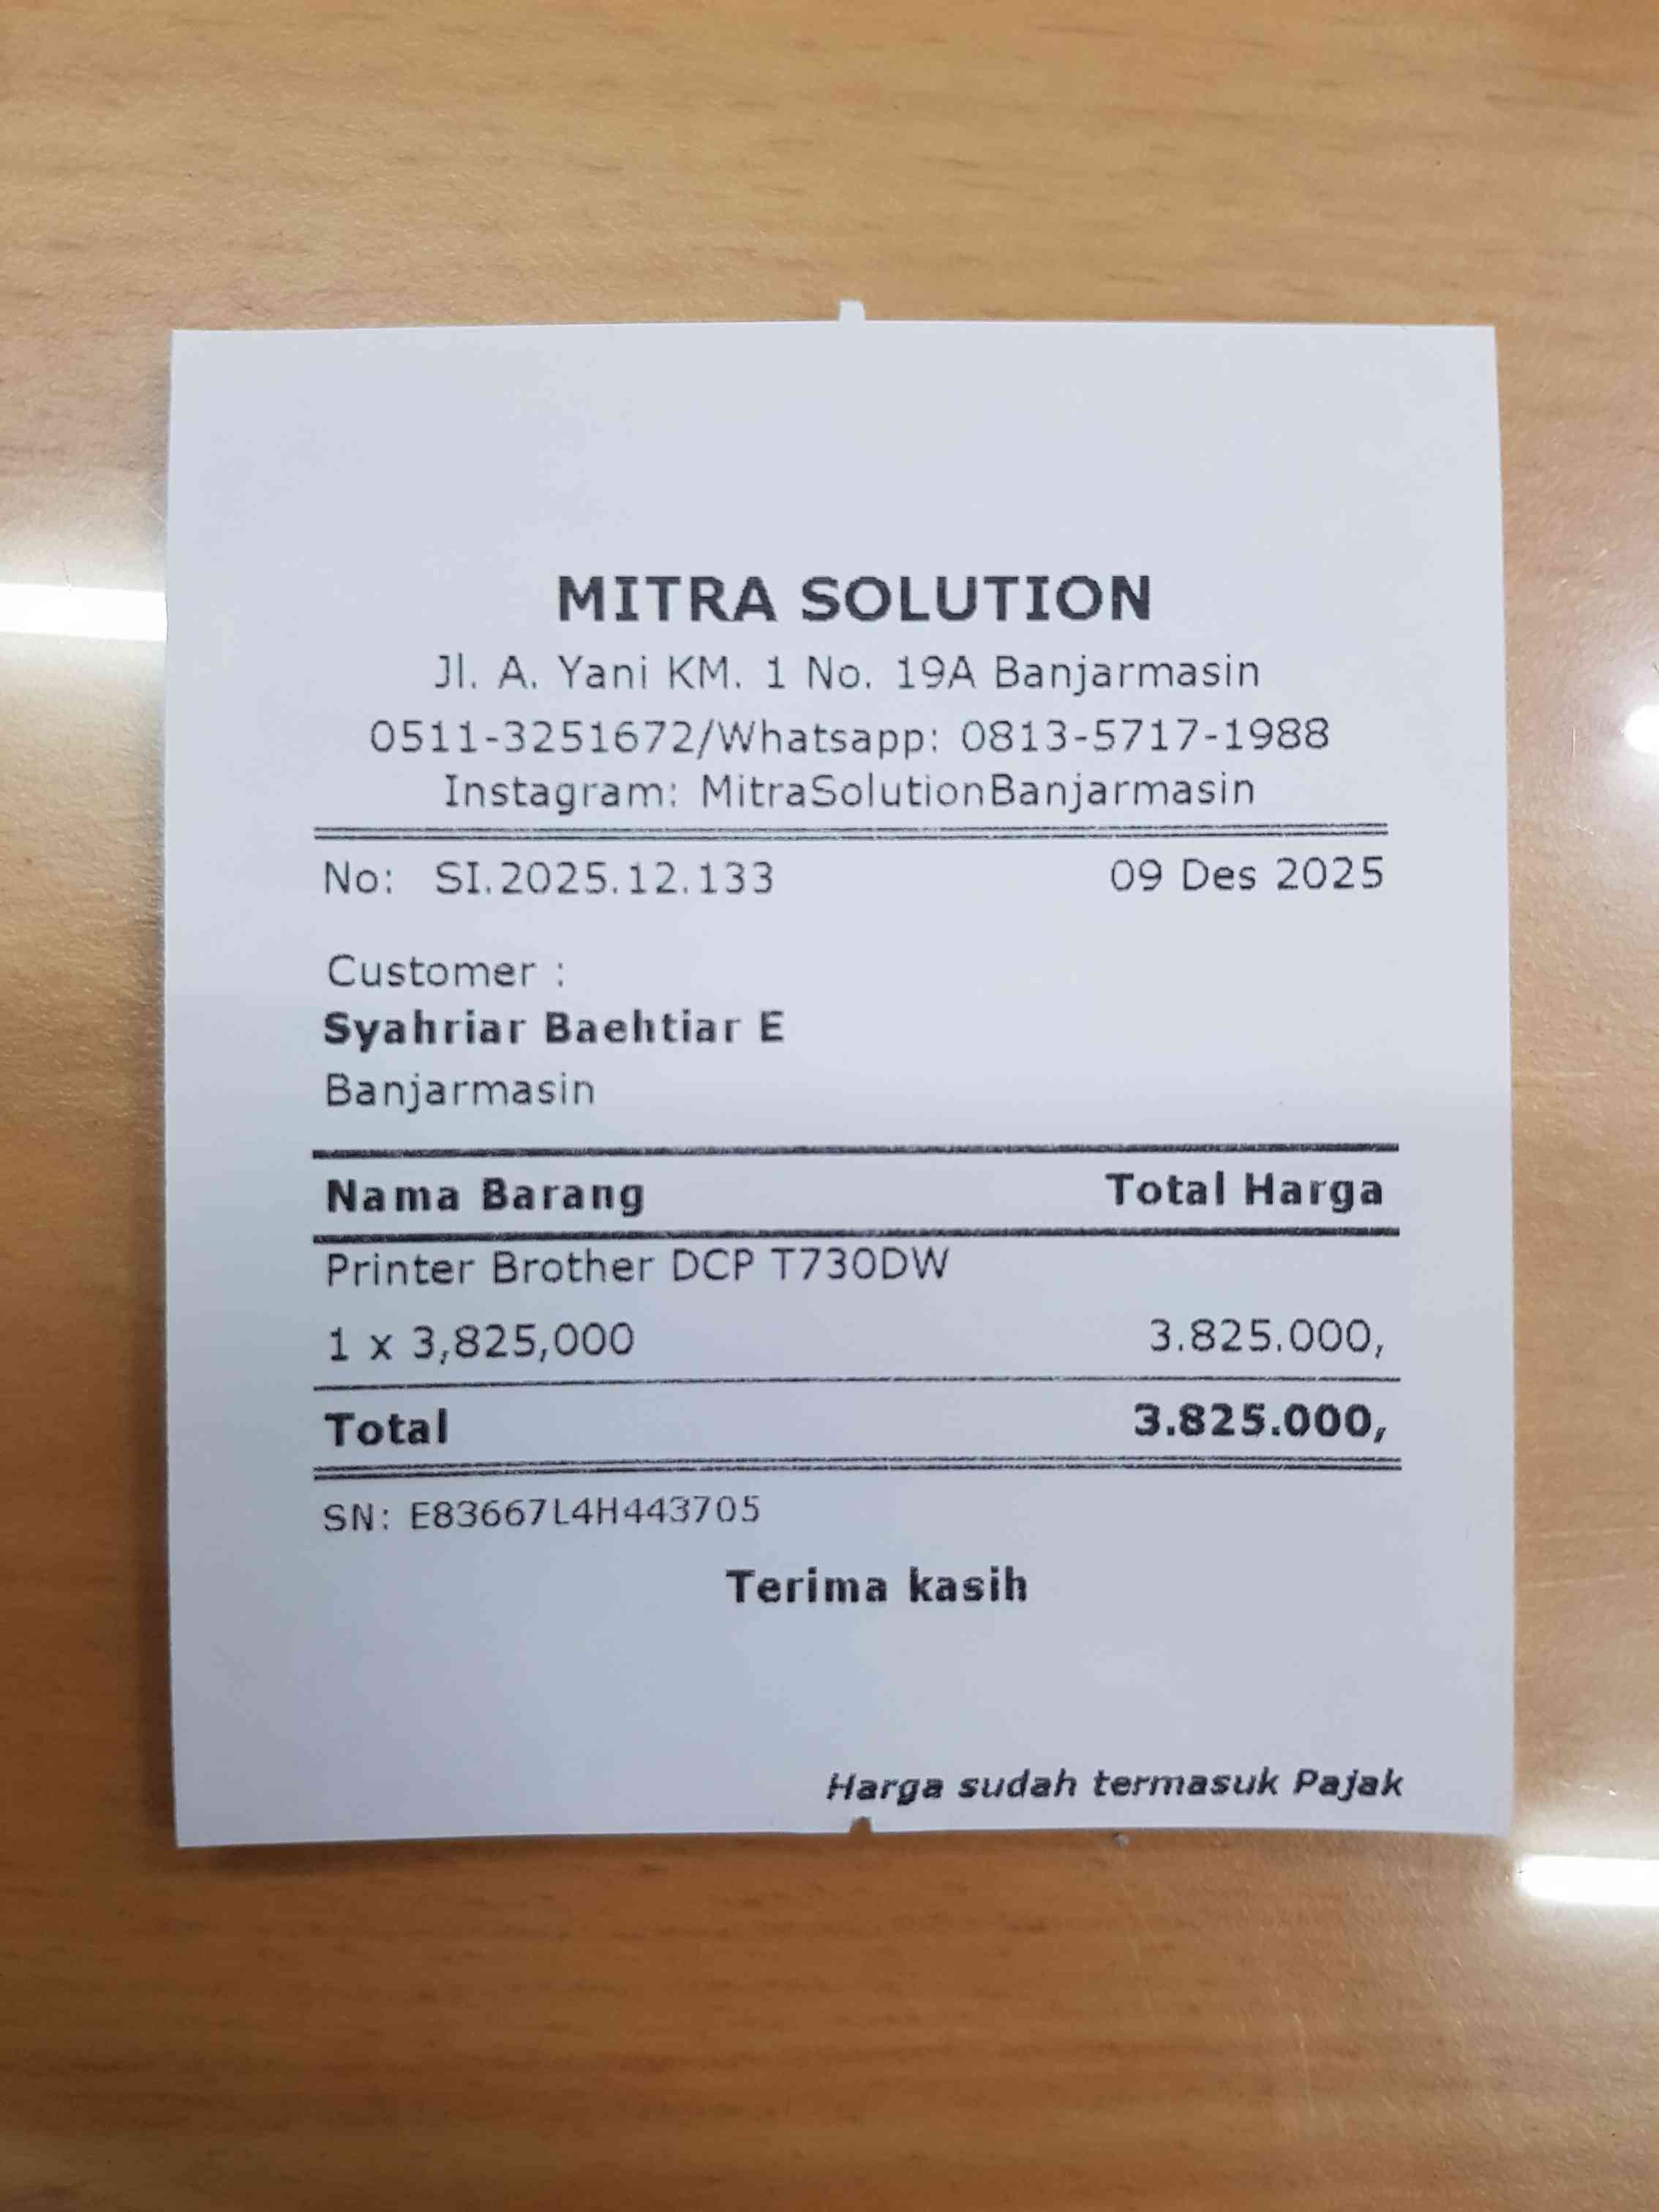 MITRA SOLUTION
Jl. A. Yani KM. 1 No. 19A Banjarmasin
0511-3251672/Whatsapp: 0813-5717-1988
Instagram: MitraSolutionBanjarmasin
No: SI.2025.12.133 09 Des 2025
Customer :
Syahriar Baehtiar E
Banjarmasin
Nama Barang Total Harga
Printer Brother DCP T730DW
1 x 3,825,000 3.825.000,
Total 3.825.000,
SN: E83667L4H443705
Terima kasih
Harga sudah termasuk Pajak